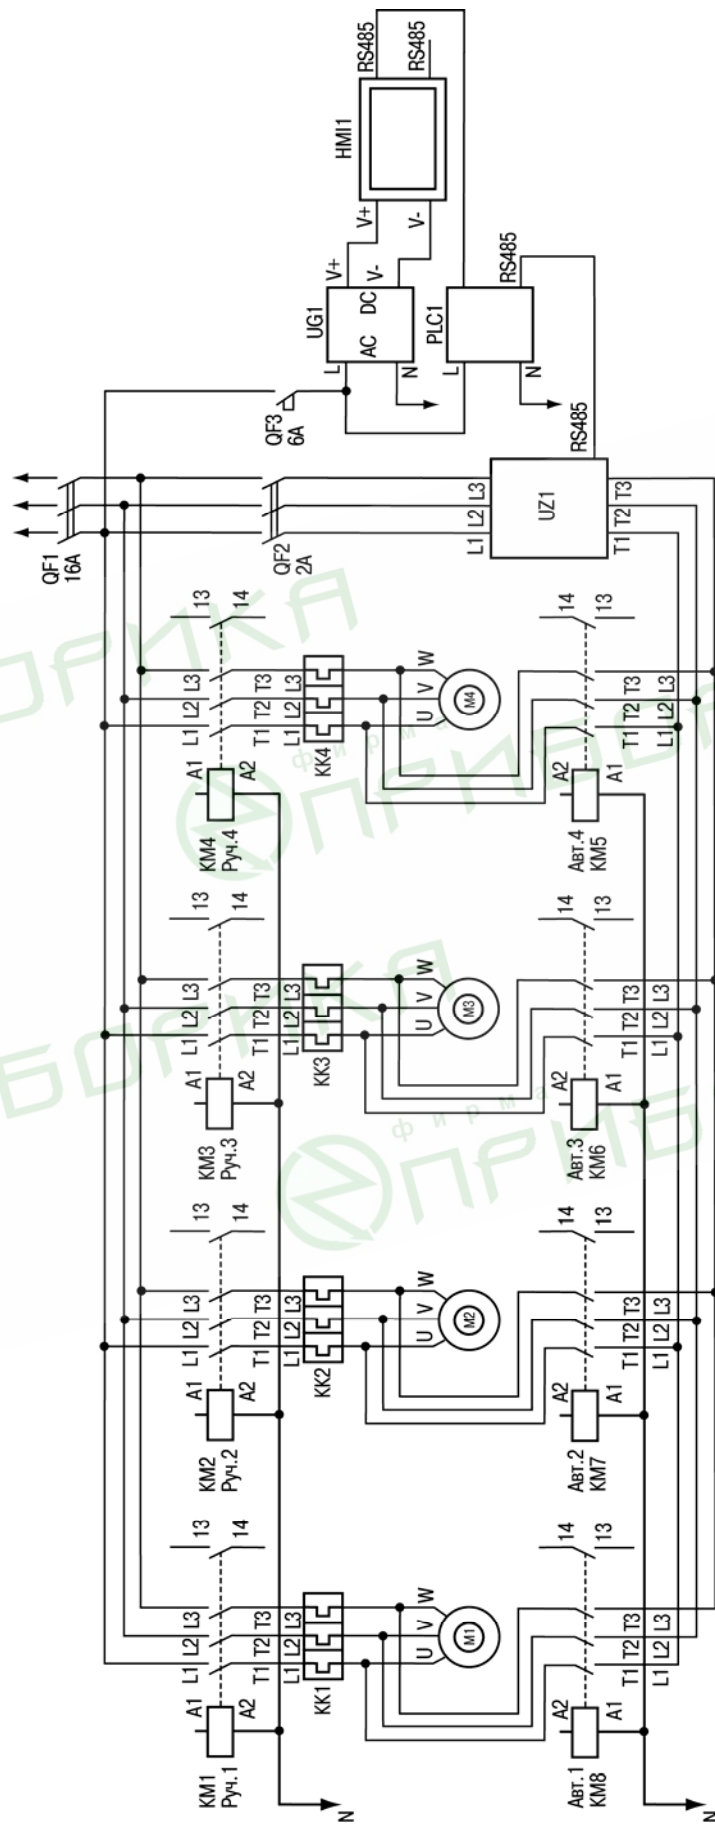 RS485
RS485
HMI1
V+
V-
V+
V-
UG1
DC
AC
L
N
PLC1
RS485
L
N
QF3
6A
RS485
QF1
16A
QF2
2A
L1 L2 L3
UZ1
T1 T2 T3
KM4
Руч.4
A1
A2
13
14
L1 L2 L3
T1 T2 T3
L1 L2 L3
KK4
U V W
M4
Авт.4
KM5
A2
A1
14
13
T1 T2 T3
L1 L2 L3
KM3
Руч.3
A1
A2
13
14
L1 L2 L3
T1 T2 T3
L1 L2 L3
KK3
U V W
M3
Авт.3
KM6
A2
A1
14
13
T1 T2 T3
L1 L2 L3
KM2
Руч.2
A1
A2
13
14
L1 L2 L3
T1 T2 T3
L1 L2 L3
KK2
U V W
M2
Авт.2
KM7
A2
A1
14
13
T1 T2 T3
L1 L2 L3
KM1
Руч.1
A1
A2
13
14
L1 L2 L3
T1 T2 T3
L1 L2 L3
KK1
U V W
M1
Авт.1
KM8
A2
A1
14
13
T1 T2 T3
L1 L2 L3
N
N
фирма
ПРИБОР
БОРИКА
фирма
ПРИБ
ОРИКА